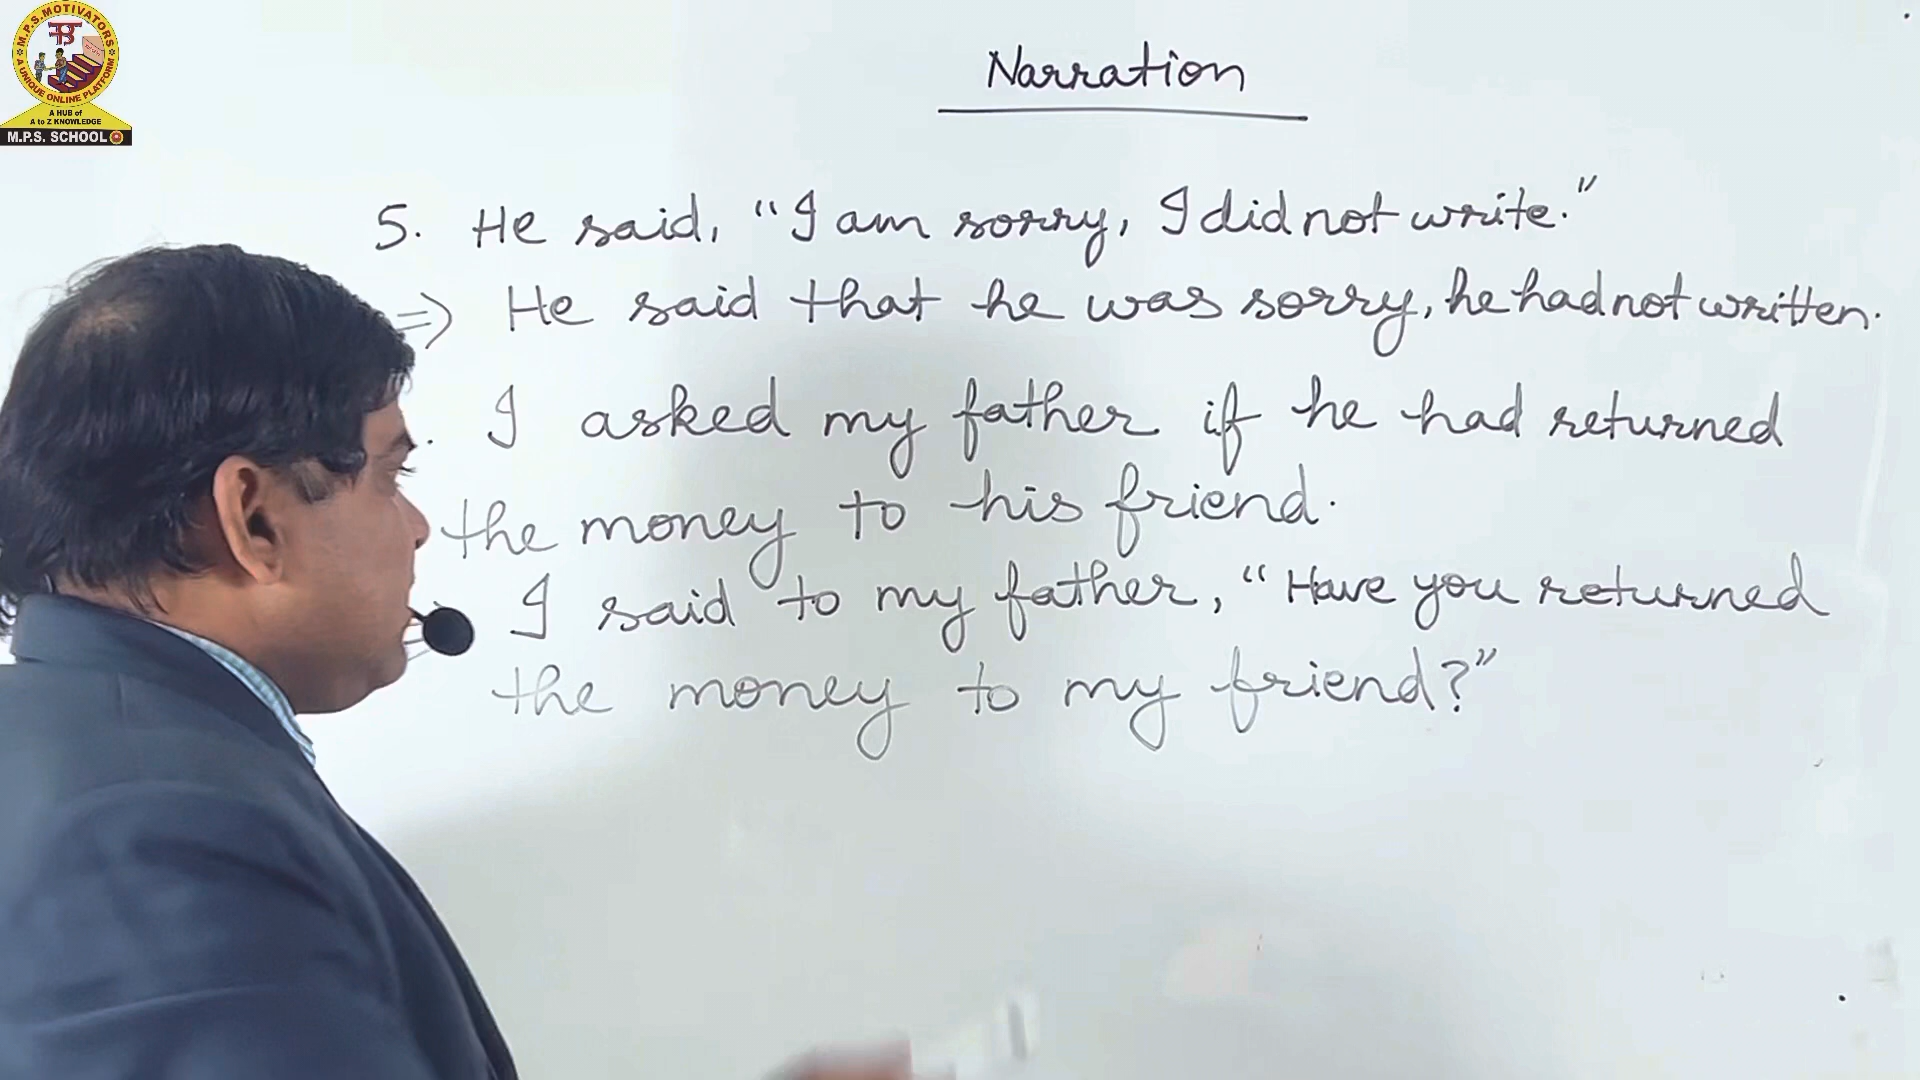 M.P.S.MOTIVATORS
A UNIQUE ONLINE PLATFORM
A HUB of
A to Z KNOWLEDGE
M.P.S. SCHOOL
Narration
5. He said, "I am sorry, I did not write."
=> He said that he was sorry, he had not written.
. I asked my father if he had returned
the money to his friend.
I said to my father, "Have you returned
the money to my friend?"